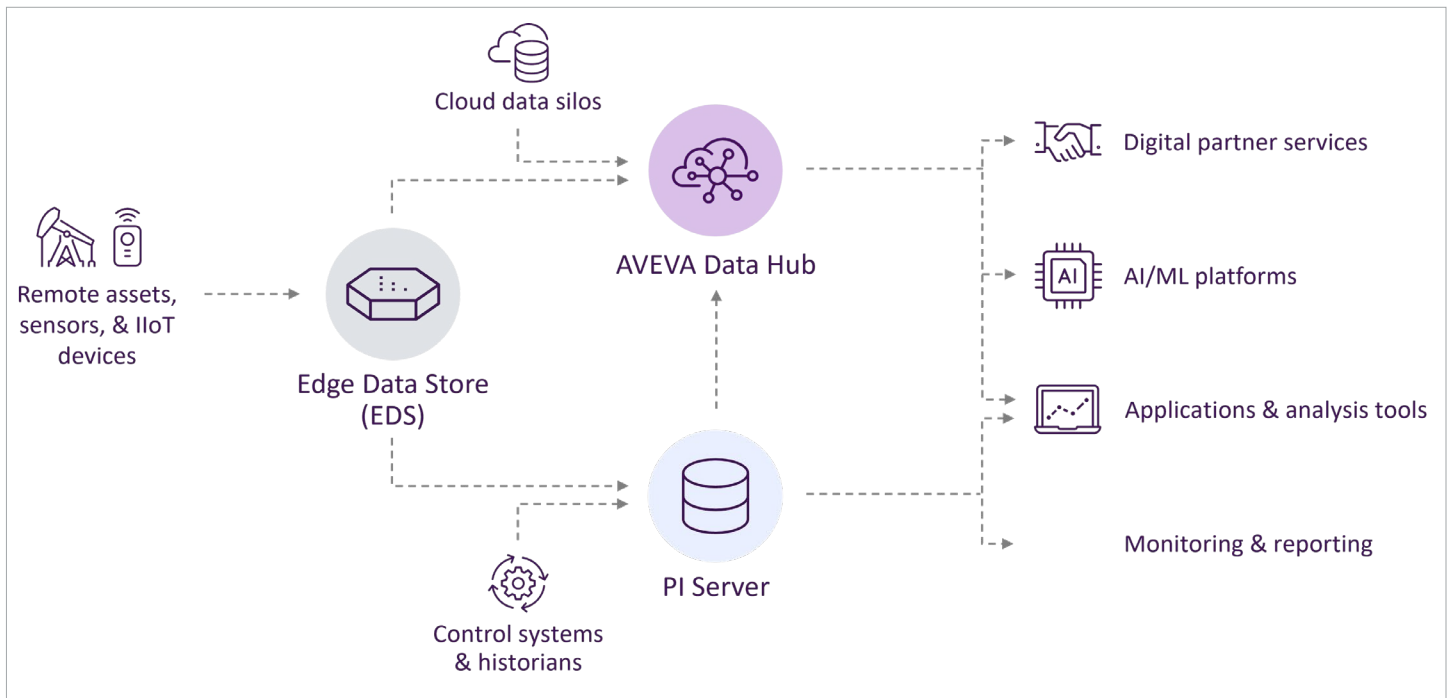 Cloud data silos
Remote assets,
sensors, & IIoT
devices
Edge Data Store
(EDS)
AVEVA Data Hub
PI Server
Control systems
& historians
Digital partner services
AI
AI/ML platforms
Applications & analysis tools
Monitoring & reporting